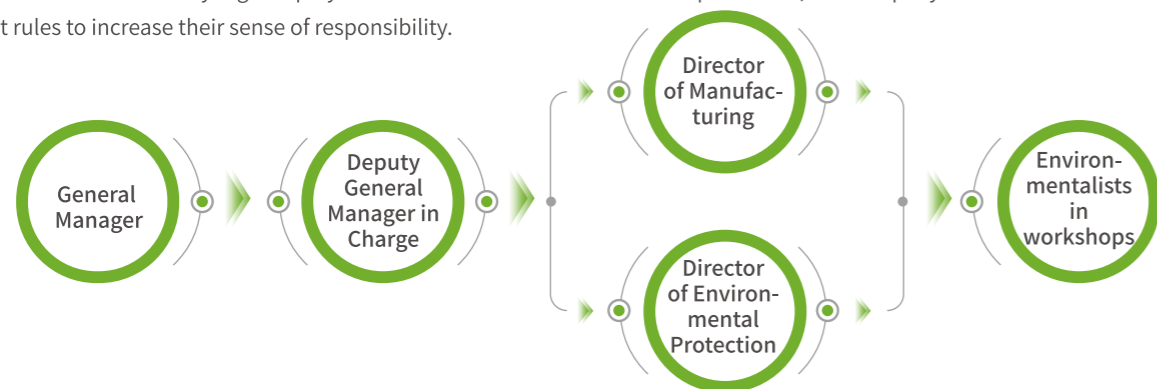 t rules to increase their sense of responsibility.
General
Manager
Deputy
General
Manager in
Charge
Director
of Manufac-
turing
Director
of Environ-
mental
Protection
Environ-
mentalists
in
workshops